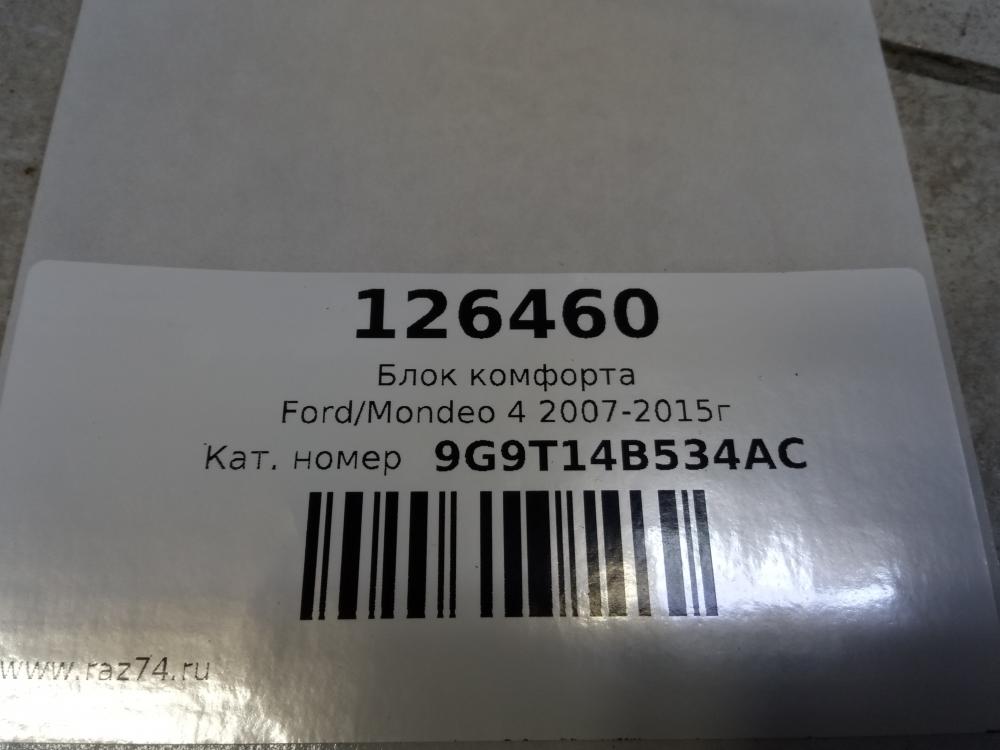 126460
Блок комфорта
Ford/Mondeo 4 2007-2015г
Кат. номер 9G9T14B534AC
www.raz74.ru